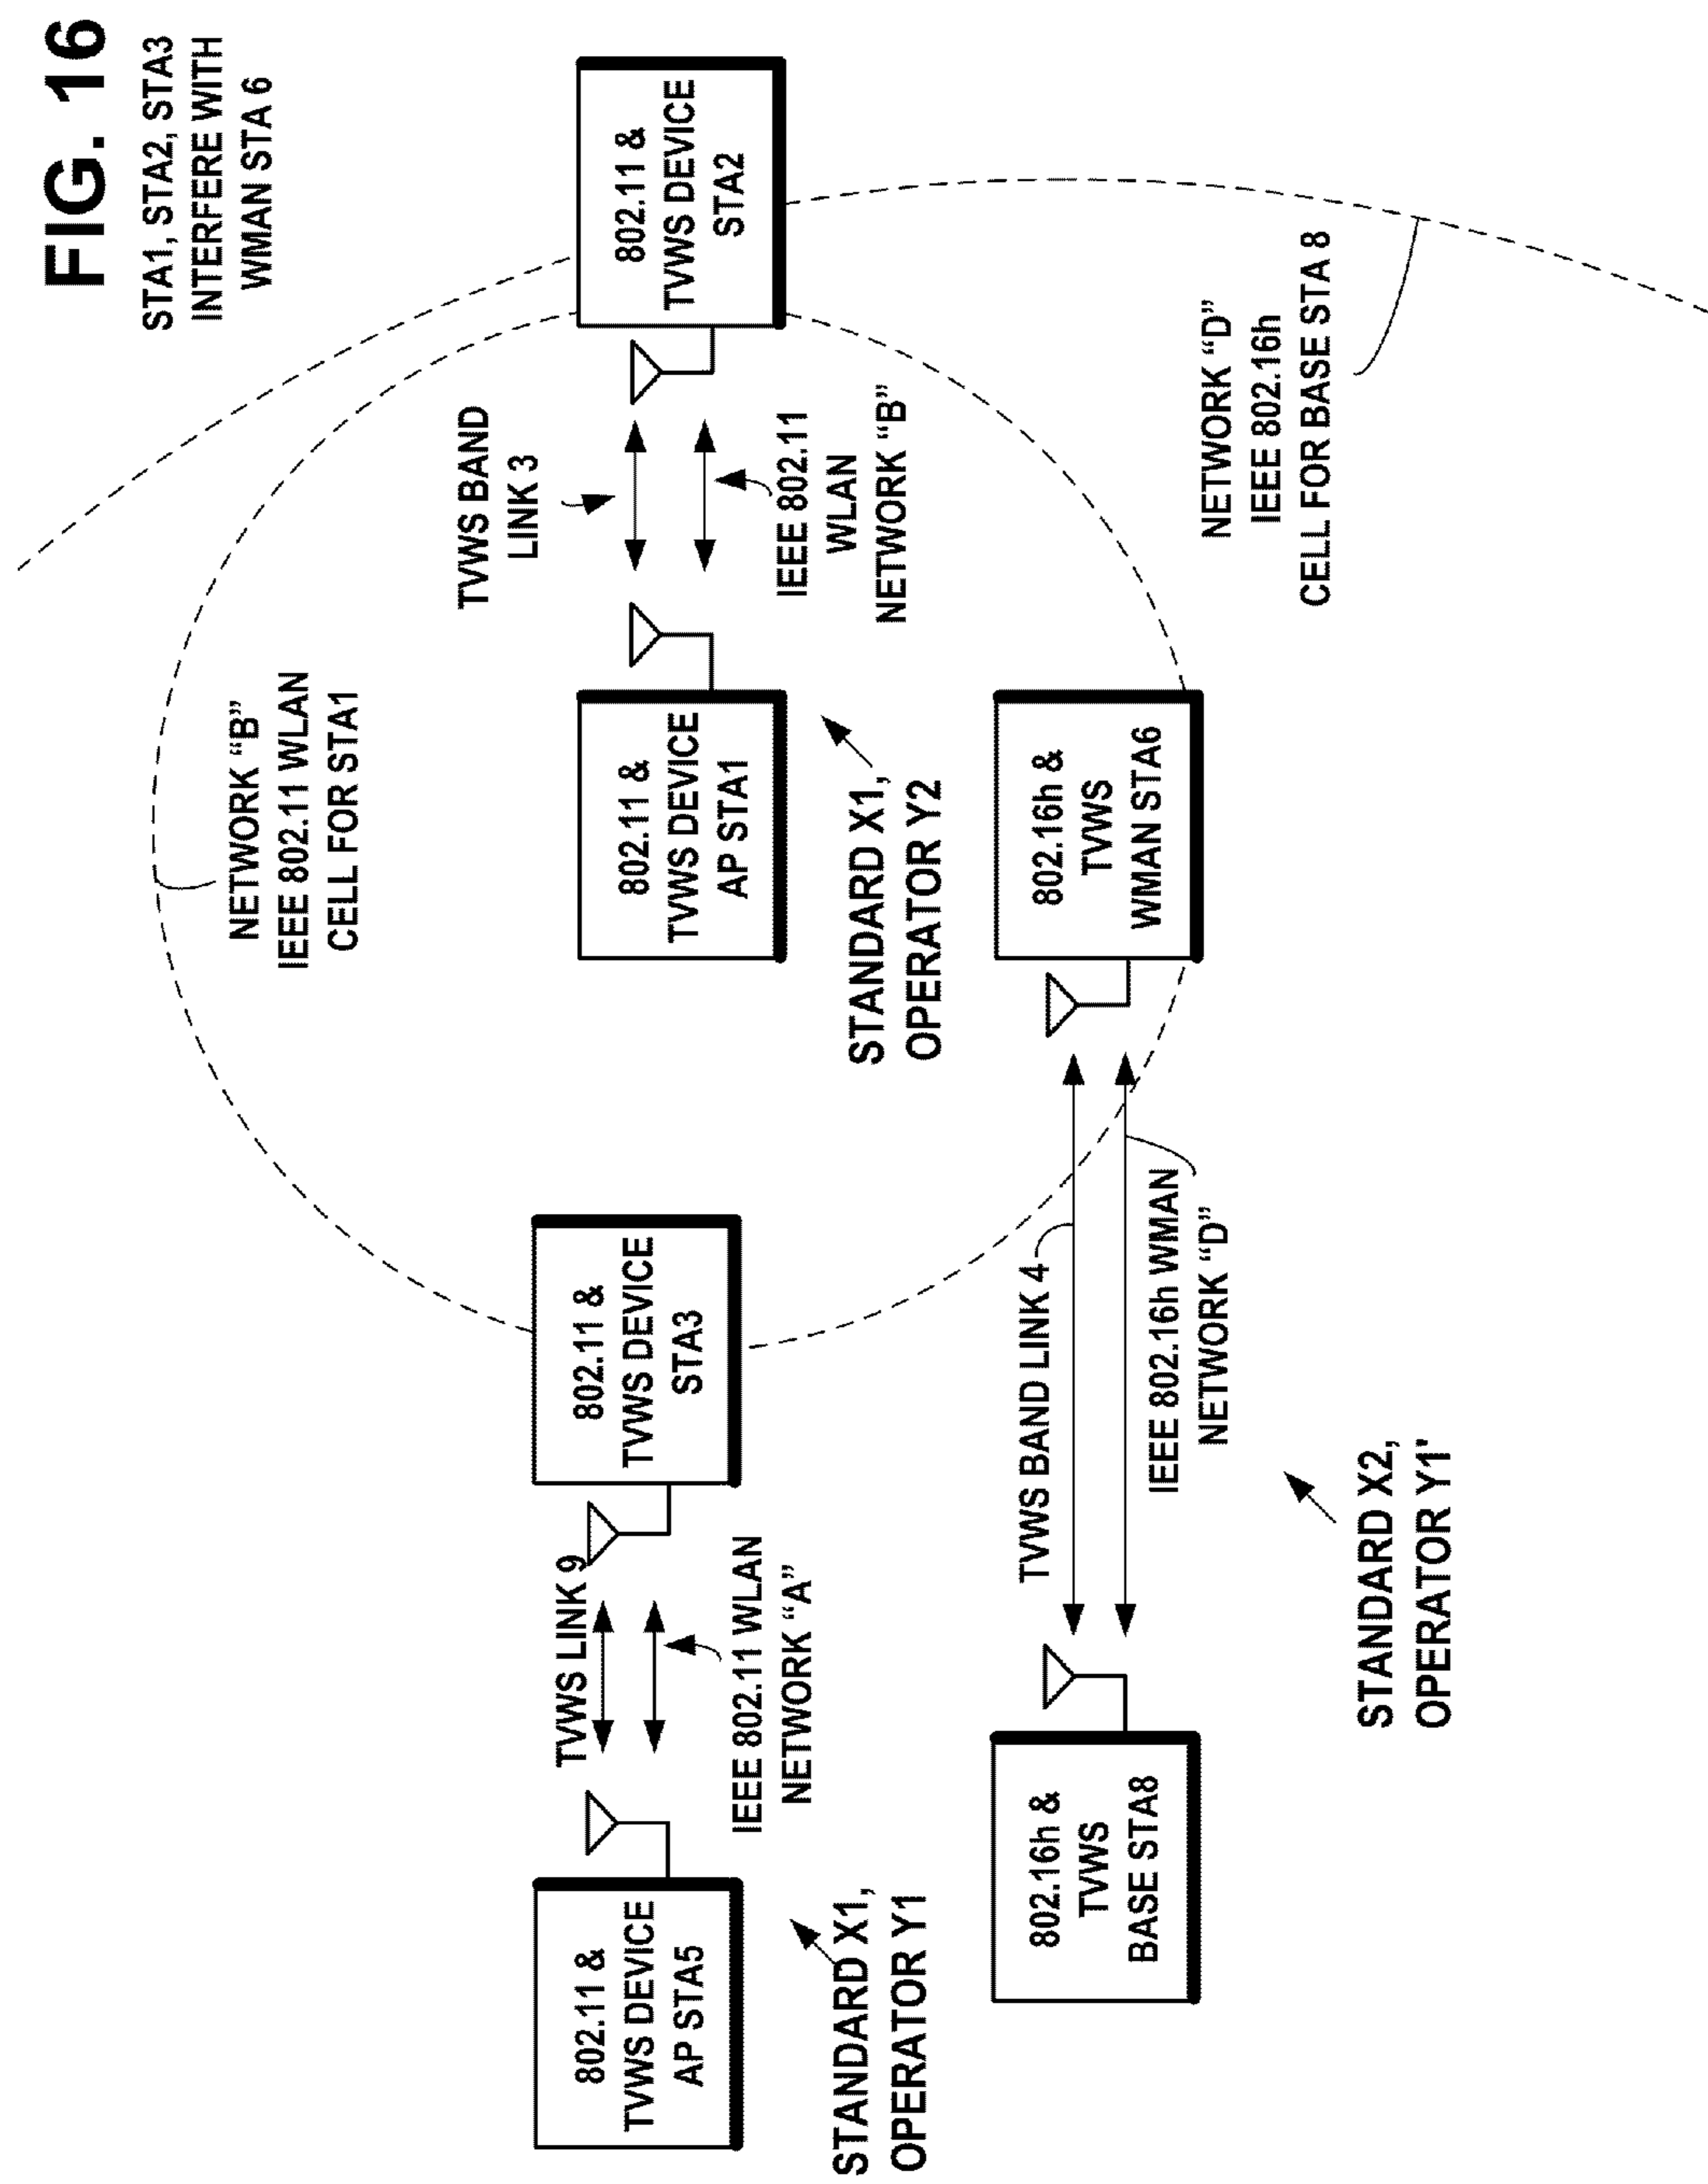 FIG. 16
STA1, STA2, STA3
INTERFERE WITH
WMAN STA 6
NETWORK “B”
IEEE 802.11 WLAN
CELL FOR STA1
TVWS BAND
LINK 3
802.11 &
TVWS DEVICE
STA2
802.11 &
TVWS DEVICE
AP STA5
TVWS LINK 9
IEEE 802.11 WLAN
NETWORK “A”
802.11 &
TVWS DEVICE
STA3
802.11 &
TVWS DEVICE
AP STA1
IEEE 802.11
WLAN
NETWORK “B”
STANDARD X1,
OPERATOR Y1
STANDARD X1,
OPERATOR Y2
802.16h &
TVWS
BASE STA8
TVWS BAND LINK 4
IEEE 802.16h WMAN
NETWORK “D”
802.16h &
TVWS
WMAN STA6
NETWORK “D”
IEEE 802.16h
CELL FOR BASE STA 8
STANDARD X2,
OPERATOR Y1'